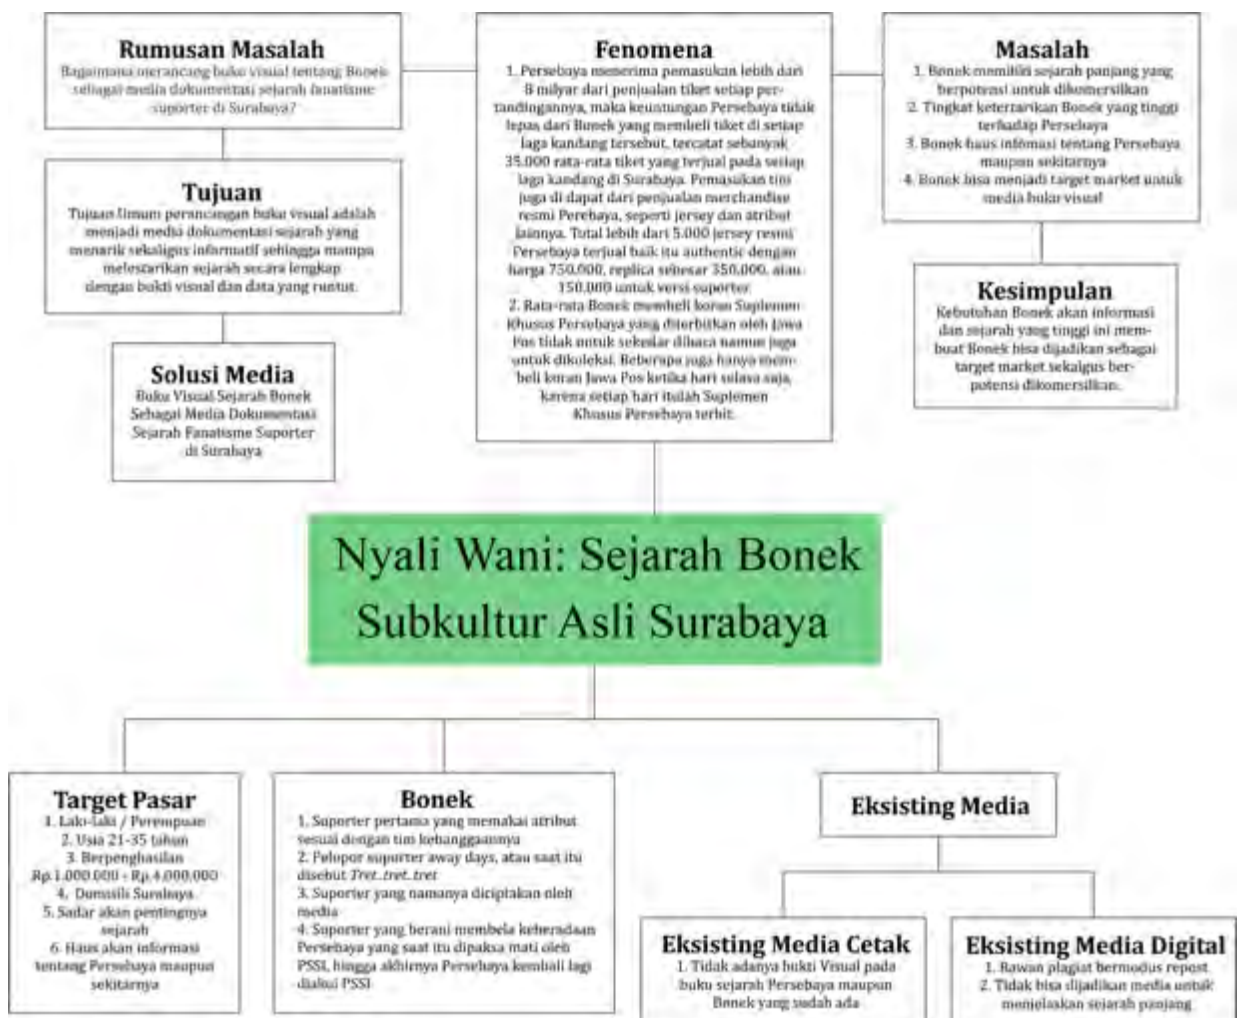 Rumusan Masalah
Bagaimana merancang buku visual tentang Bonek
sebagai media dokumentasi sejarah fanatisme
suporter di Surabaya?
Tujuan
Tujuan Umum perancangan buku visual adalah
menjadi media dokumentasi sejarah yang
menarik sekaligus informatif sehingga mampu
melestarikan sejarah secara lengkap
dengan bukti visual dan data yang runtut.
Solusi Media
Buku Visual Sejarah Bonek
Sebagai Media Dokumentasi
Sejarah Fanatisme Suporter
di Surabaya
Fenomena
1. Persebaya menerima pemasukan lebih dari
8 milyar dari penjualan tiket setiap per-
tandingannya, maka keuntungan Persebaya tidak
lepas dari Bonek yang membeli tiket di setiap
laga kandang tersebut, tercatat sebanyak
35.000 rata-rata tiket yang terjual pada setiap
laga kandang di Surabaya. Pemasukan tim
juga di dapat dari penjualan merchandise
resmi Perebaya, seperti jersey dan atribut
lainnya. Total lebih dari 5.000 jersey resmi
Persebaya terjual baik itu authentic dengan
harga 750.000, replica sebesar 350.000, atau
150.000 untuk versi suporter
2. Rata-rata Bonek membeli koran Suplemen
Khusus Persebaya yang diterbitkan oleh Jawa
Pos tidak untuk sekedar dibaca namun juga
untuk dikoleksi. Beberapa juga hanya mem-
beli koran Jawa Pos ketika hari selasa saja,
karena setiap hari itulah Suplemen
Khusus Persebaya terbit.
Masalah
1. Bonek memiliki sejarah panjang yang
berpotensi untuk dikomersilkan
2. Tingkat ketertarikan Bonek yang tinggi
terhadap Persebaya
3. Bonek haus infomasi tentang Persebaya
maupun sekitarnya
4. Bonek bisa menjadi target market untuk
media buku visual
Kesimpulan
Kebutuhan Bonek akan informasi
dan sejarah yang tinggi ini mem-
buat Bonek bisa dijadikan sebagai
target market sekaligus ber-
potensi dikomersilkan.
Nyali Wani: Sejarah Bonek
Subkultur Asli Surabaya
Target Pasar
1. Laki-laki / Perempuan
2. Usia 21-35 tahun
3. Berpenghasilan
Rp.1.000.000 - Rp.4.000.000
4. Domisili Surabaya
5. Sadar akan pentingnya
sejarah
6. Haus akan informasi
tentang Persebaya maupun
sekitarnya
Bonek
1. Suporter pertama yang memakai atribut
sesuai dengan tim kebanggaannya
2. Pelopor suporter away days, atau saat itu
disebut Tret..tret..tret
3. Suporter yang namanya diciptakan oleh
media
4. Suporter yang berani membela keberadaan
Persebaya yang saat itu dipaksa mati oleh
PSSI, hingga akhirnya Persebaya kembali lagi
diakui PSSI
Eksisting Media
Eksisting Media Cetak
1. Tidak adanya bukti Visual pada
buku sejarah Persebaya maupun
Bonek yang sudah ada
Eksisting Media Digital
1. Rawan plagiat bermodus repost
2. Tidak bisa dijadikan media untuk
menjelaskan sejarah panjang